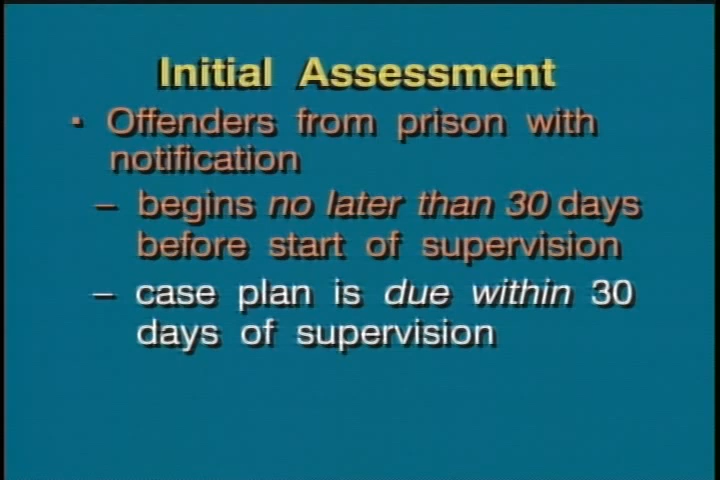 Initial Assessment
▪ Offenders from prison with
notification
– begins no later than 30 days
before start of supervision
– case plan is due within 30
days of supervision